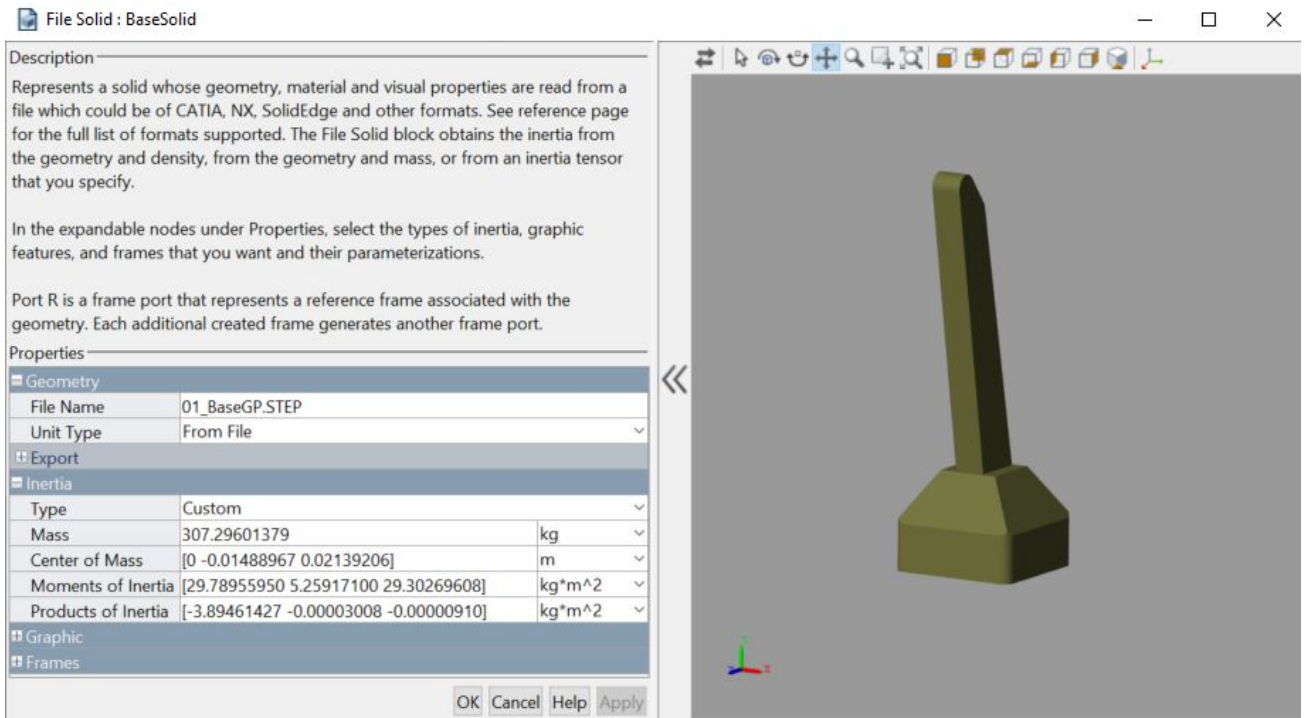 File Solid : BaseSolid
Description
Represents a solid whose geometry, material and visual properties are read from a
file which could be of CATIA, NX, SolidEdge and other formats. See reference page
for the full list of formats supported. The File Solid block obtains the inertia from
the geometry and density, from the geometry and mass, or from an inertia tensor
that you specify.
In the expandable nodes under Properties, select the types of inertia, graphic
features, and frames that you want and their parameterizations.
Port R is a frame port that represents a reference frame associated with the
geometry. Each additional created frame generates another frame port.
Properties
Geometry
File Name 01_BaseGP.STEP
Unit Type From File
Export
Inertia
Type Custom
Mass 307.29601379 kg
Center of Mass [0 -0.01488967 0.02139206] m
Moments of Inertia [29.78955950 5.25917100 29.30269608] kg*m^2
Products of Inertia [-3.89461427 -0.00003008 -0.00000910] kg*m^2
Graphic
Frames
OK Cancel Help Apply